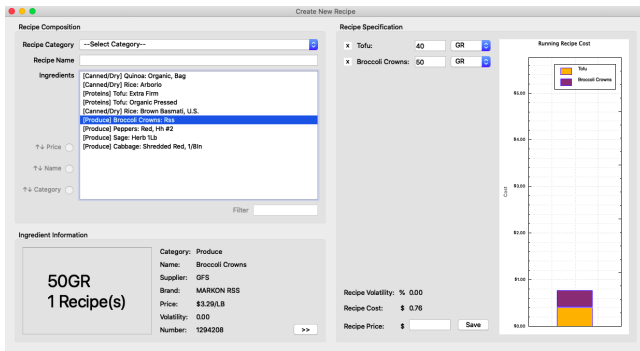 Create New Recipe
Recipe Composition
Recipe Category
--Select Category--
Recipe Name
Ingredients
[Canned/Dry] Quinoa: Organic, Bag
[Canned/Dry] Rice: Arborio
[Proteins] Tofu: Extra Firm
[Proteins] Tofu: Organic Pressed
[Canned/Dry] Rice: Brown Basmati, U.S.
[Produce] Broccoli Crowns: Rss
[Produce] Peppers: Red, Hh #2
[Produce] Sage: Herb 1Lb
[Produce] Cabbage: Shredded Red, 1/8In
↑↓ Price
↑↓ Name
↑↓ Category
Filter
Ingredient Information
50GR
1 Recipe(s)
Category: Produce
Name: Broccoli Crowns
Supplier: GFS
Brand: MARKON RSS
Price: $3.29/LB
Volatility: 0.00
Number: 1294208
>>
Recipe Specification
x Tofu: 40 GR
x Broccoli Crowns: 50 GR
Recipe Volatility: % 0.00
Recipe Cost: $ 0.76
Recipe Price: $ Save
Running Recipe Cost
Tofu
Broccoli Crowns
$5.00
$4.00
$3.00
$2.00
$1.00
$0.00
Cost